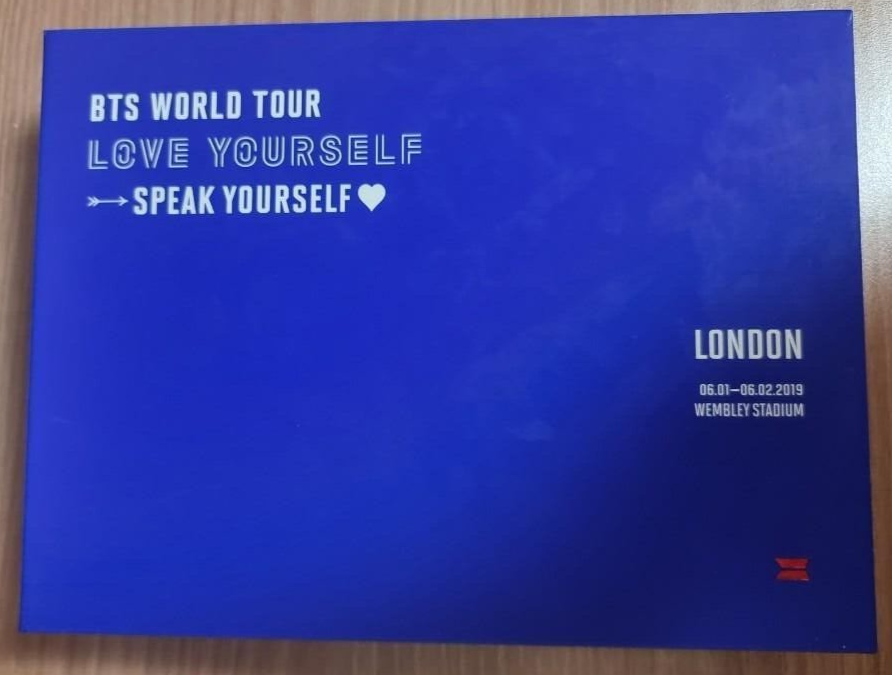 BTS WORLD TOUR
LOVE YOURSELF
➳SPEAK YOURSELF♥
LONDON
06.01—06.02.2019
WEMBLEY STADIUM